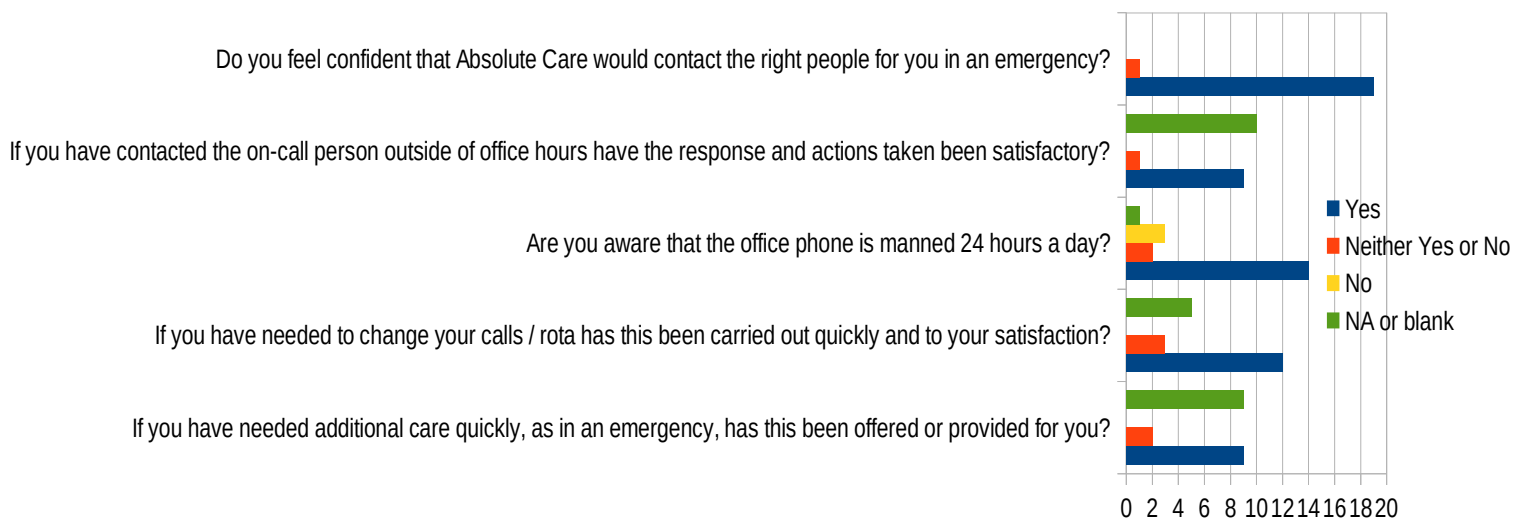 Do you feel confident that Absolute Care would contact the right people for you in an emergency?
If you have contacted the on-call person outside of office hours have the response and actions taken been satisfactory?
Are you aware that the office phone is manned 24 hours a day?
If you have needed to change your calls / rota has this been carried out quickly and to your satisfaction?
If you have needed additional care quickly, as in an emergency, has this been offered or provided for you?
Yes
Neither Yes or No
No
NA or blank
0 2 4 6 8 10 12 14 16 18 20